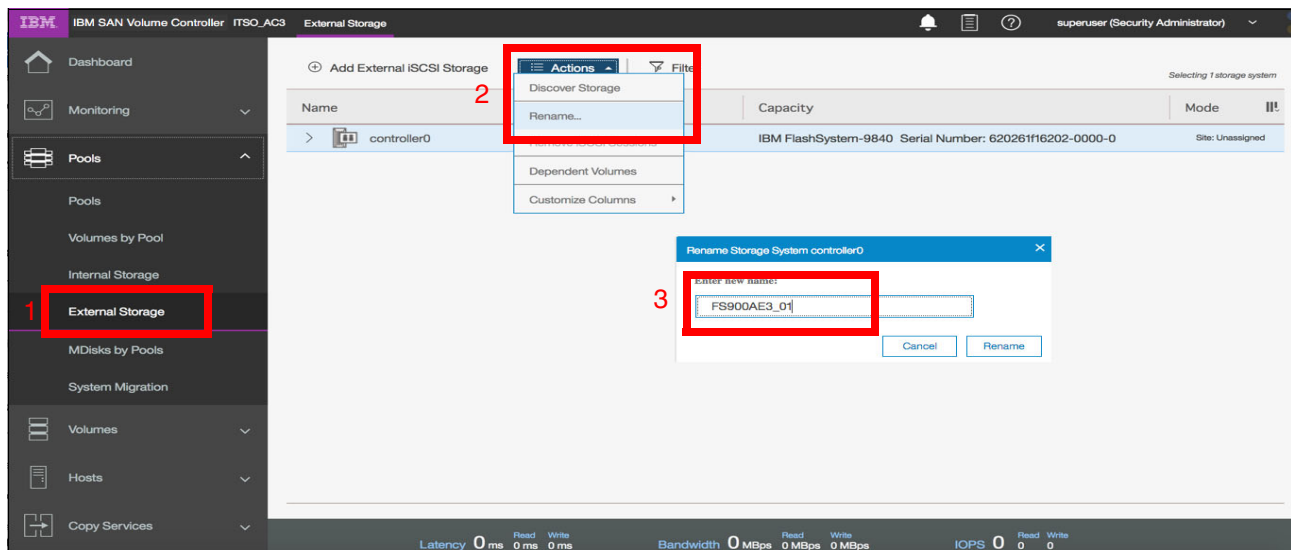 IBM IBM SAN Volume Controller ITSO_AC3 External Storage superuser (Security Administrator)
Dashboard
Monitoring
Pools
Pools
Volumes by Pool
Internal Storage
1 External Storage
MDisks by Pools
System Migration
Volumes
Hosts
Copy Services
Add External iSCSI Storage Actions Filte
Selecting 1 storage system
2
Discover Storage
Rename...
Remove iSCSI Sessions
Dependent Volumes
Customize Columns
Name Capacity Mode
controller0 IBM FlashSystem-9840 Serial Number: 620261f16202-0000-0 Site: Unassigned
Rename Storage System controller0
Enter new name:
3 FS900AE3_01
Cancel Rename
Latency 0 ms Read 0 ms Write 0 ms Bandwidth 0 MBps Read 0 MBps Write 0 MBps IOPS 0 Read 0 Write 0